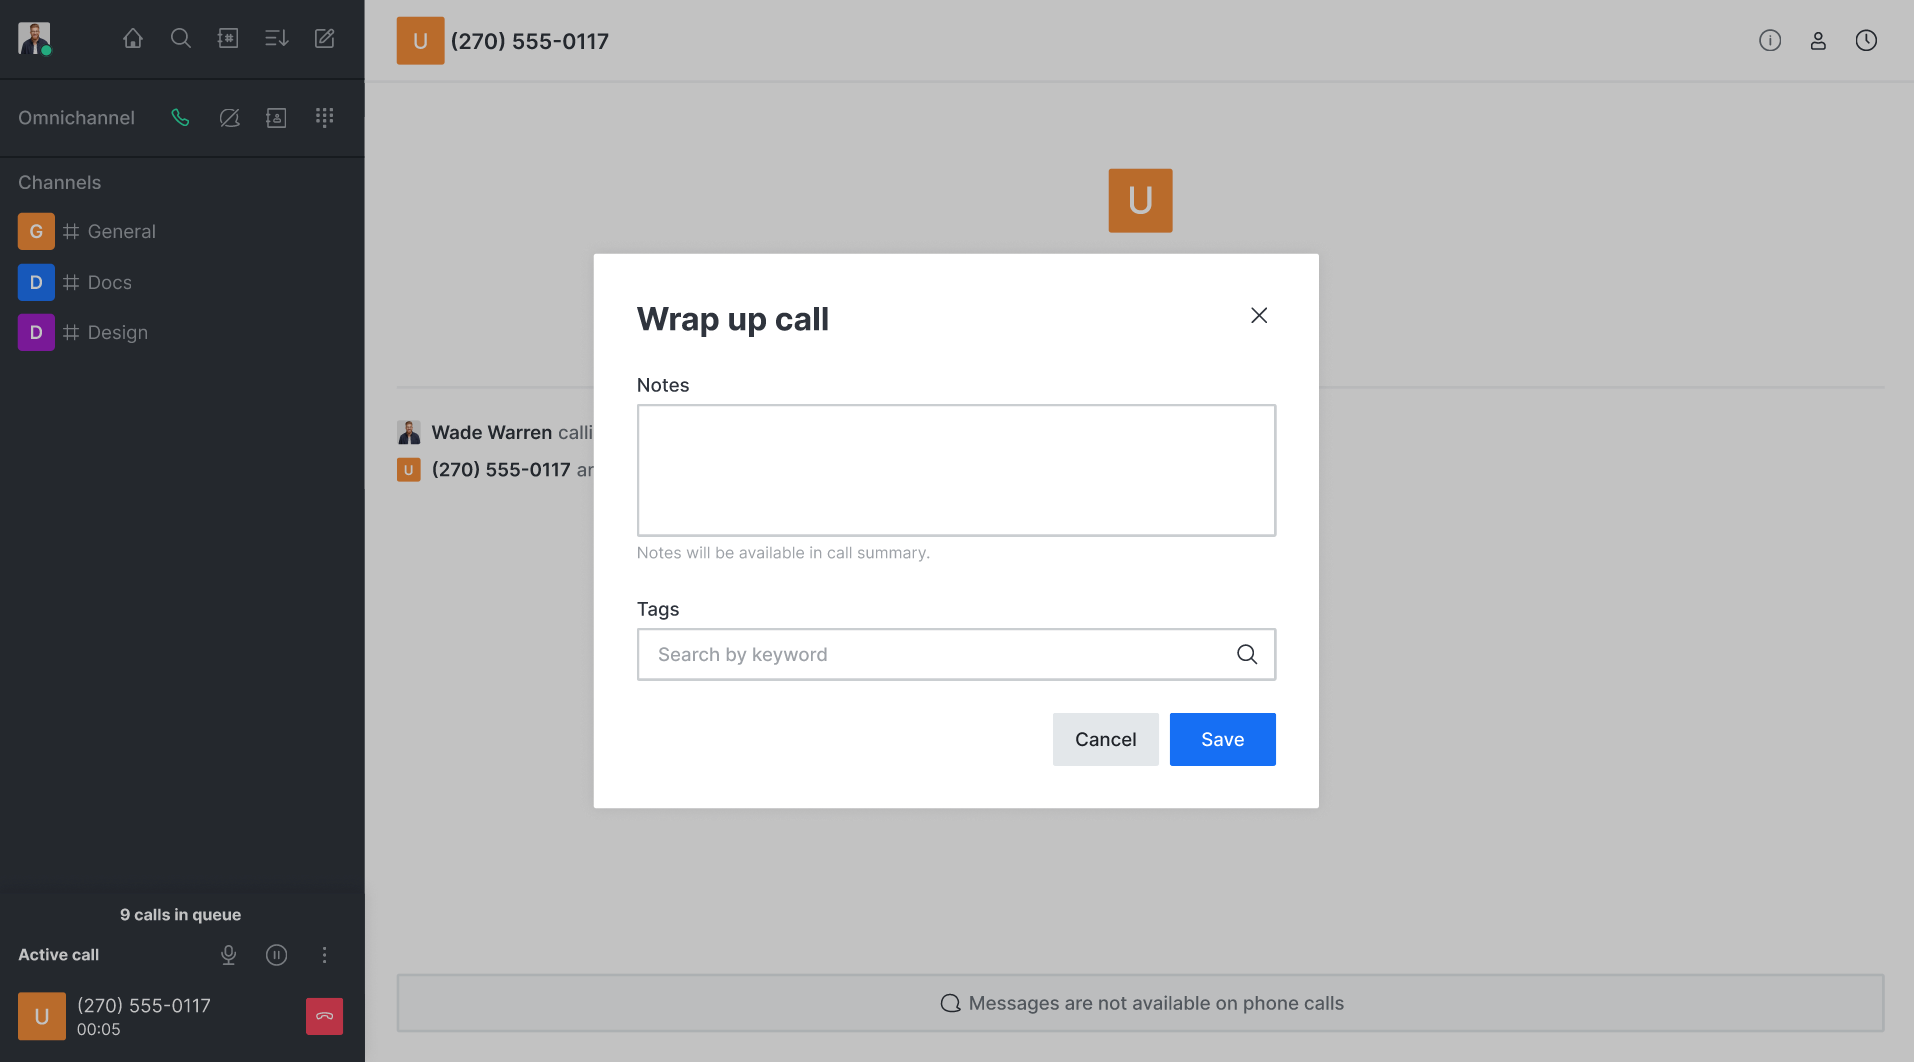 U (270) 555-0117
Omnichannel
Channels
G General
D Docs
D Design
U
Wade Warren calli
U (270) 555-0117 ar
Wrap up call
Notes
Notes will be available in call summary.
Tags
Search by keyword
Cancel Save
9 calls in queue
Active call
U (270) 555-0117
00:05
Messages are not available on phone calls